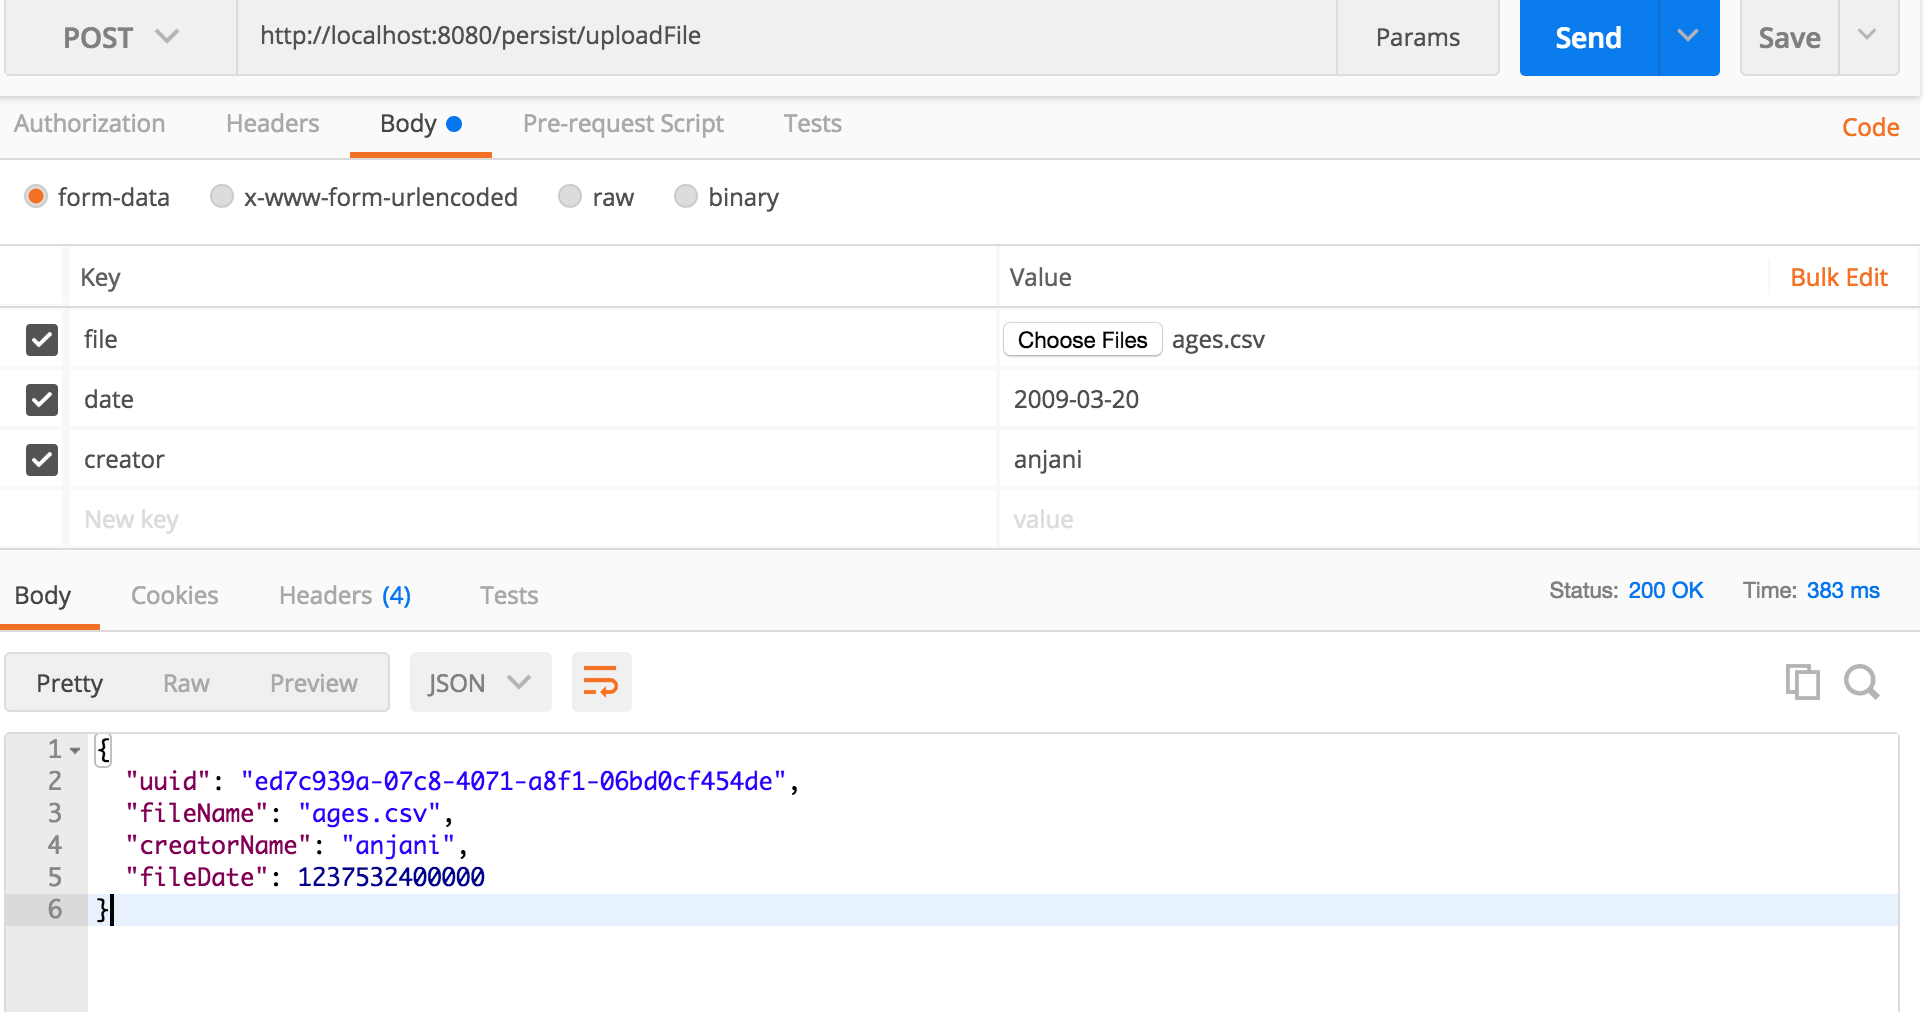 POST http://localhost:8080/persist/uploadFile Params Send Save
Authorization Headers Body Pre-request Script Tests Code
form-data x-www-form-urlencoded raw binary
Key Value Bulk Edit
file Choose Files ages.csv
date 2009-03-20
creator anjani
New key value
Body Cookies Headers (4) Tests Status: 200 OK Time: 383 ms
Pretty Raw Preview JSON
1 {
2 "uuid": "ed7c939a-07c8-4071-a8f1-06bd0cf454de",
3 "fileName": "ages.csv",
4 "creatorName": "anjani",
5 "fileDate": 1237532400000
6 }